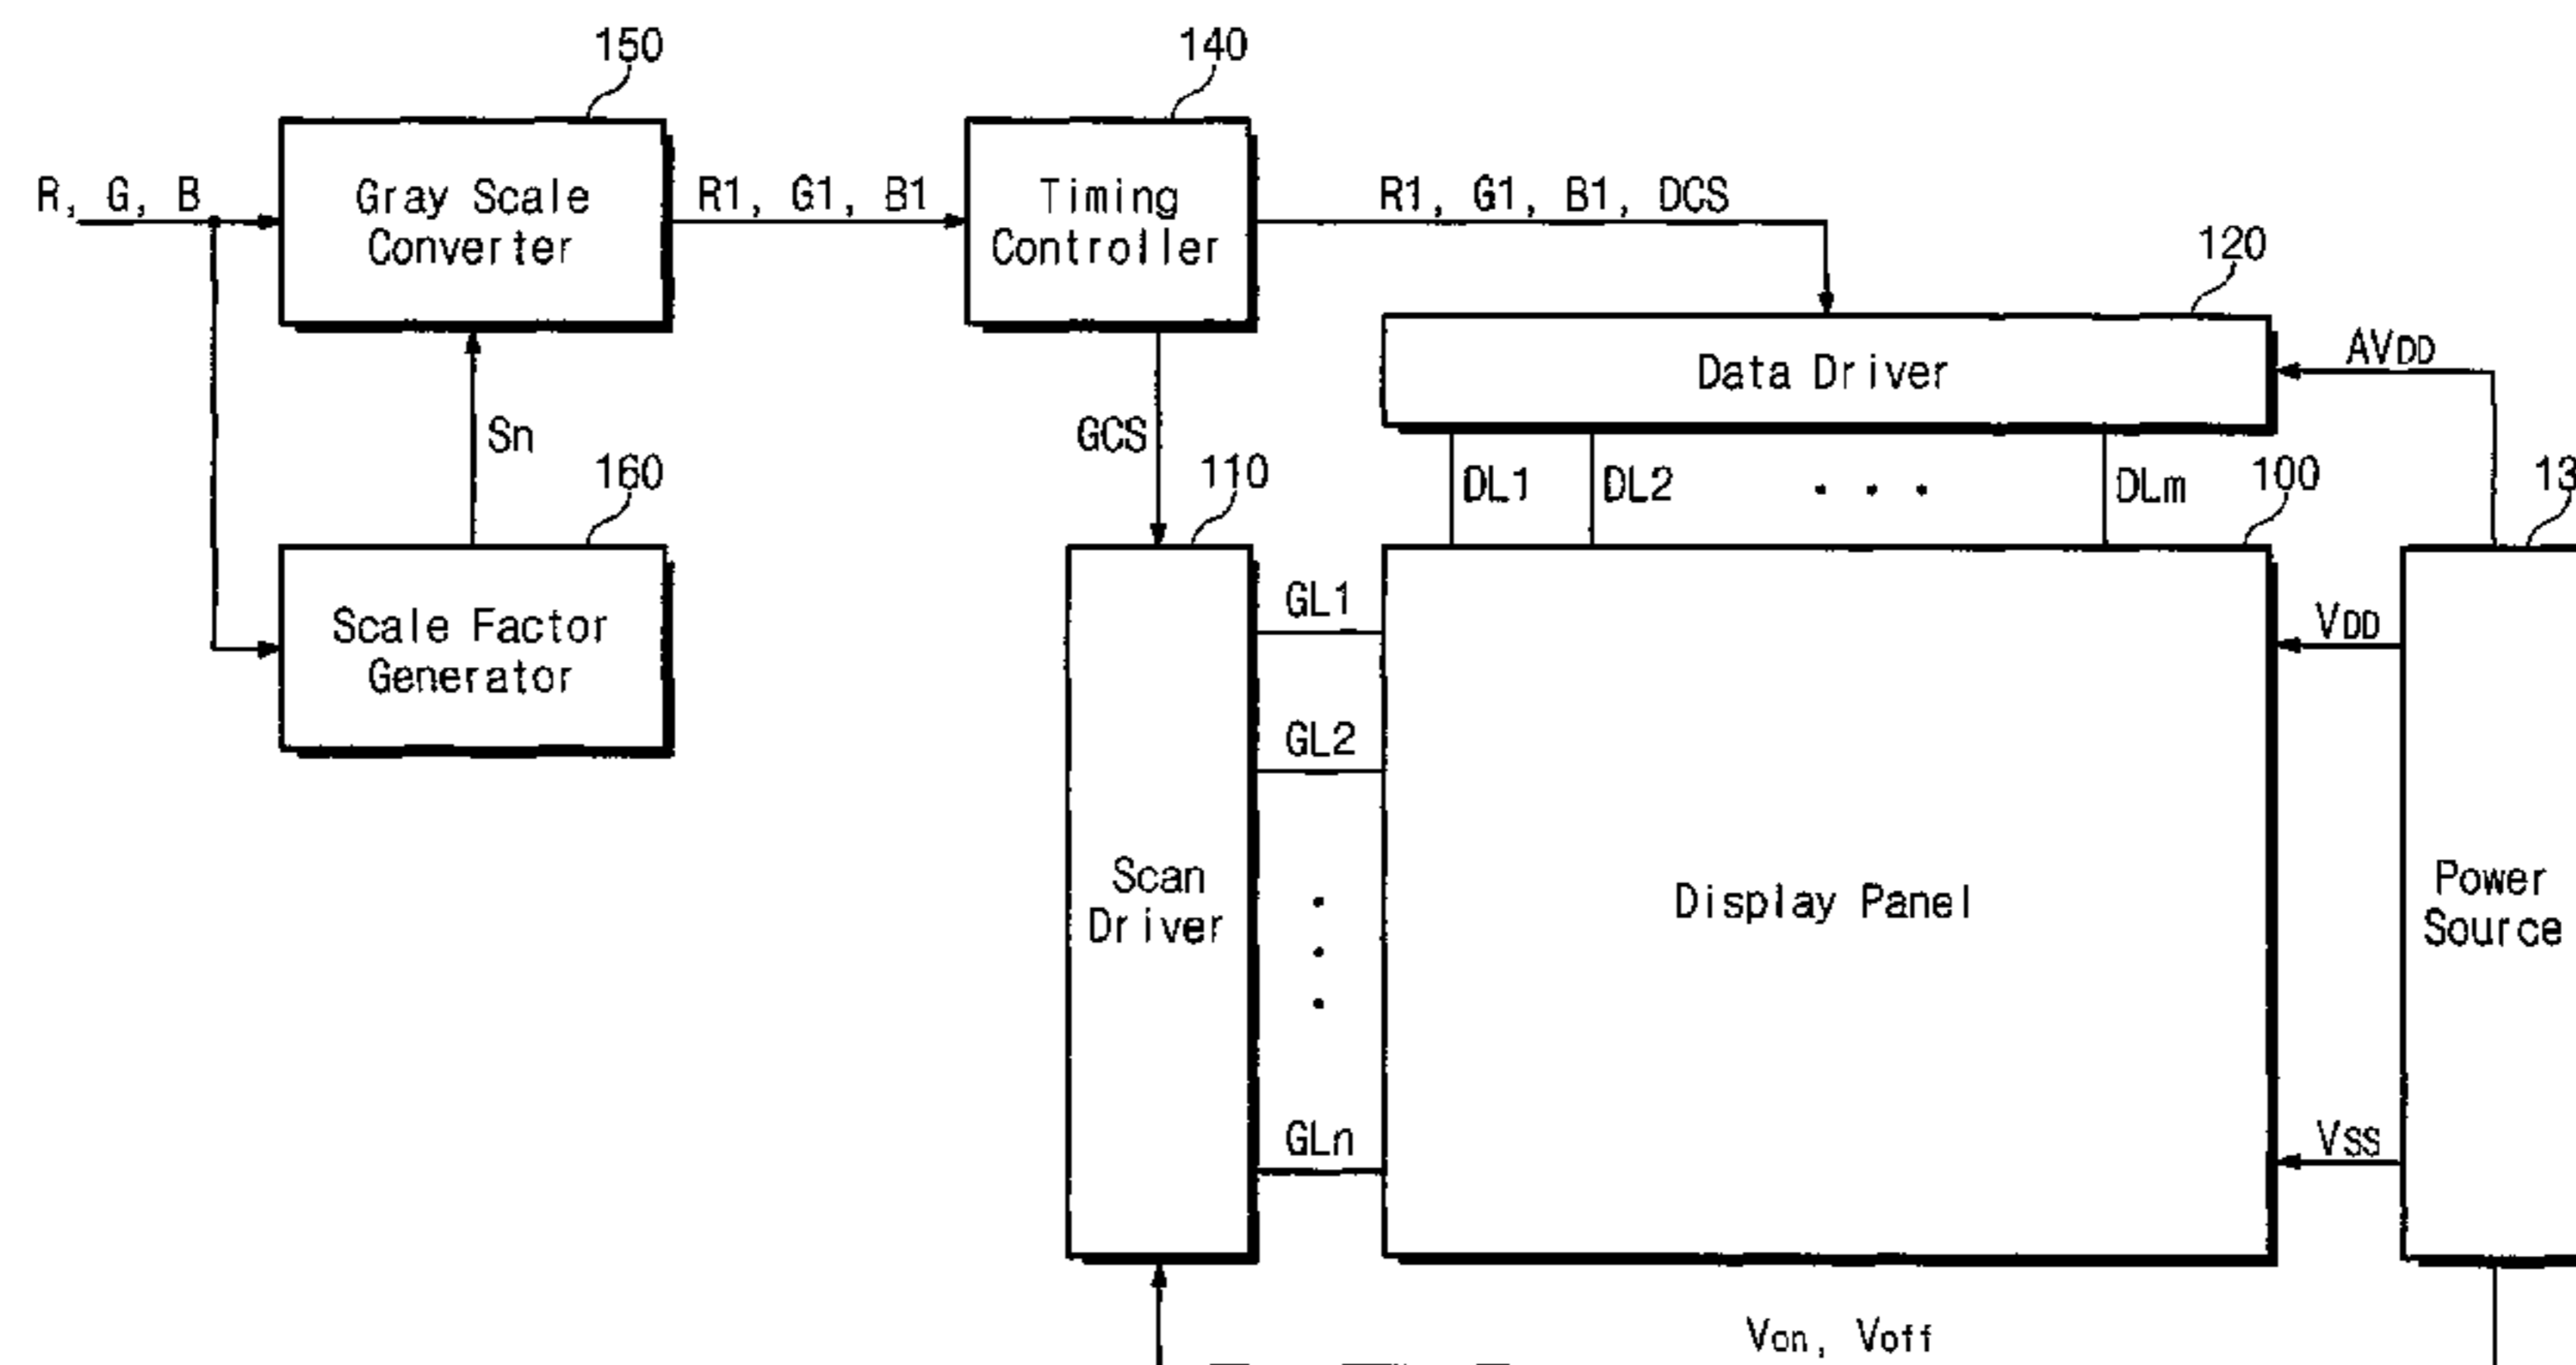 150
140
R, G, B
Gray Scale
Converter
R1, G1, B1
Timing
Controller
R1, G1, B1, DCS
120
Data Driver
AVDD
Sn
GCS
160
110
DL1
DL2
. . .
DLm
100
13
Scale Factor
Generator
GL1
VDD
GL2
Scan
Driver
Display Panel
Power
Source
GLn
VSS
Von, Voff